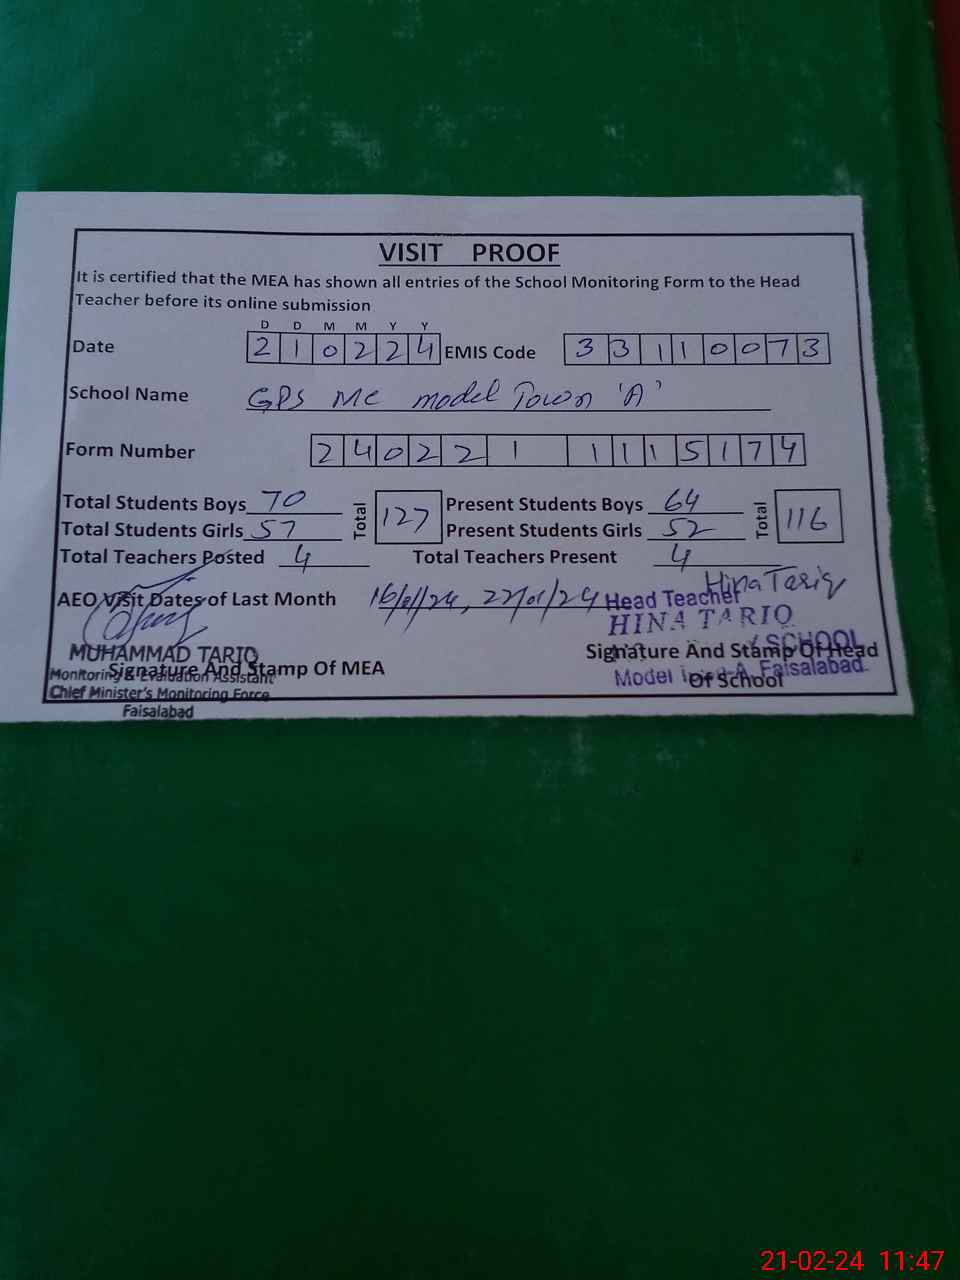 VISIT PROOF
It is certified that the MEA has shown all entries of the School Monitoring Form to the Head
Teacher before its online submission
D D M M Y Y
Date 2 1 0 2 2 4 EMIS Code 3 3 1 1 0 0 7 3
School Name GPS MC model Town 'A'
Form Number 2 4 0 2 2 1 1 1 1 5 1 7 4
Total Students Boys 70 Total 127 Present Students Boys 64 Total 116
Total Students Girls 57 Present Students Girls 52
Total Teachers Posted 4 Total Teachers Present 4
Hina Tariq
AEO Visit Dates of Last Month 16/01/24, 22/01/24 Head Teacher
HINA TARIQ
MUHAMMAD TARIQ
Signature And Stamp Of MEA
Monitoring & Evaluation Assistant
Chief Minister's Monitoring Force
Faisalabad
SCHOOL
Signature And Stamp Of Head
Of School
Model
A, Faisalabad.
21-02-24 11:47